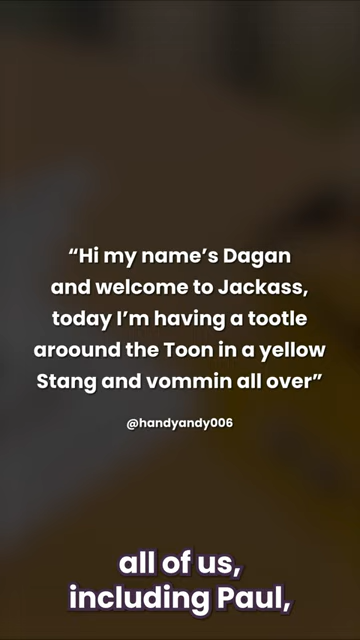 “Hi my name’s Dagan
and welcome to Jackass,
today I’m having a tootle
aroound the Toon in a yellow
Stang and vommin all over”
@handyandy006
all of us,
including Paul,